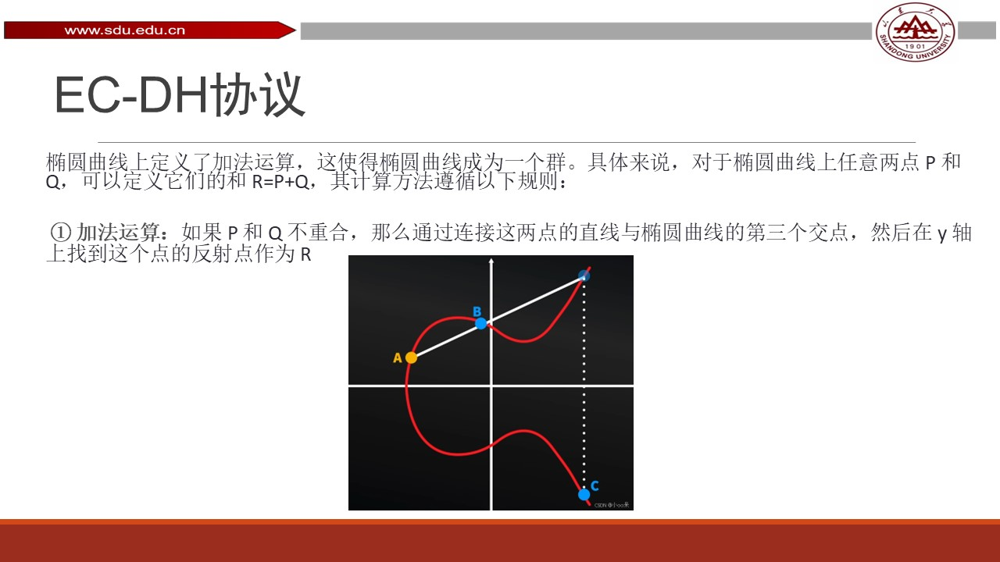 www.sdu.edu.cn
SHANDONG UNIVERSITY
1901
EC-DH协议
椭圆曲线上定义了加法运算，这使得椭圆曲线成为一个群。具体来说，对于椭圆曲线上任意两点 P 和
Q，可以定义它们的和 R=P+Q，其计算方法遵循以下规则：
① 加法运算：如果 P 和 Q 不重合，那么通过连接这两点的直线与椭圆曲线的第三个交点，然后在 y 轴
上找到这个点的反射点作为 R
B
A
C